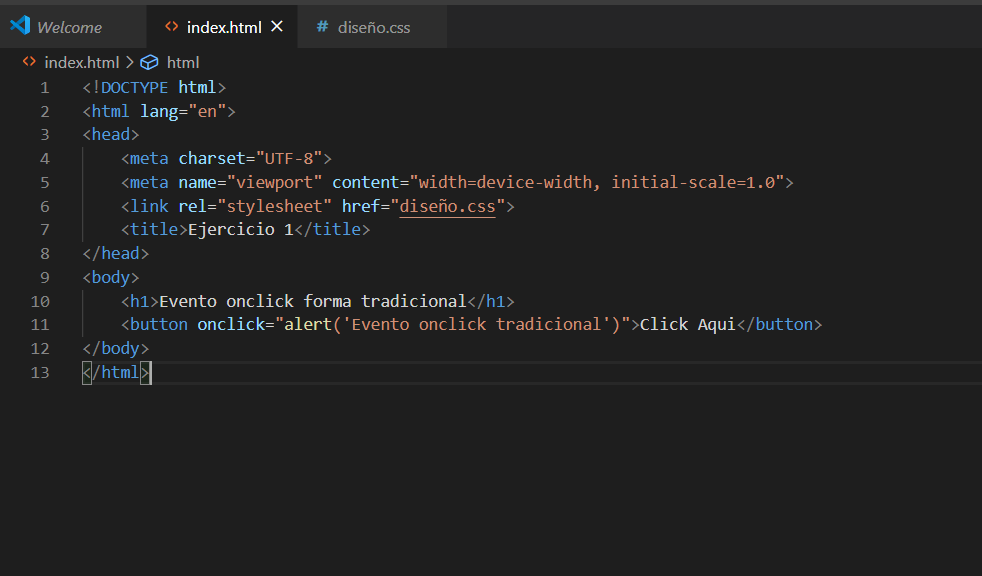 Welcome index.html diseño.css
index.html > html
1 <!DOCTYPE html>
2 <html lang="en">
3 <head>
4 <meta charset="UTF-8">
5 <meta name="viewport" content="width=device-width, initial-scale=1.0">
6 <link rel="stylesheet" href="diseño.css">
7 <title>Ejercicio 1</title>
8 </head>
9 <body>
10 <h1>Evento onclick forma tradicional</h1>
11 <button onclick="alert('Evento onclick tradicional')">Click Aqui</button>
12 </body>
13 </html>